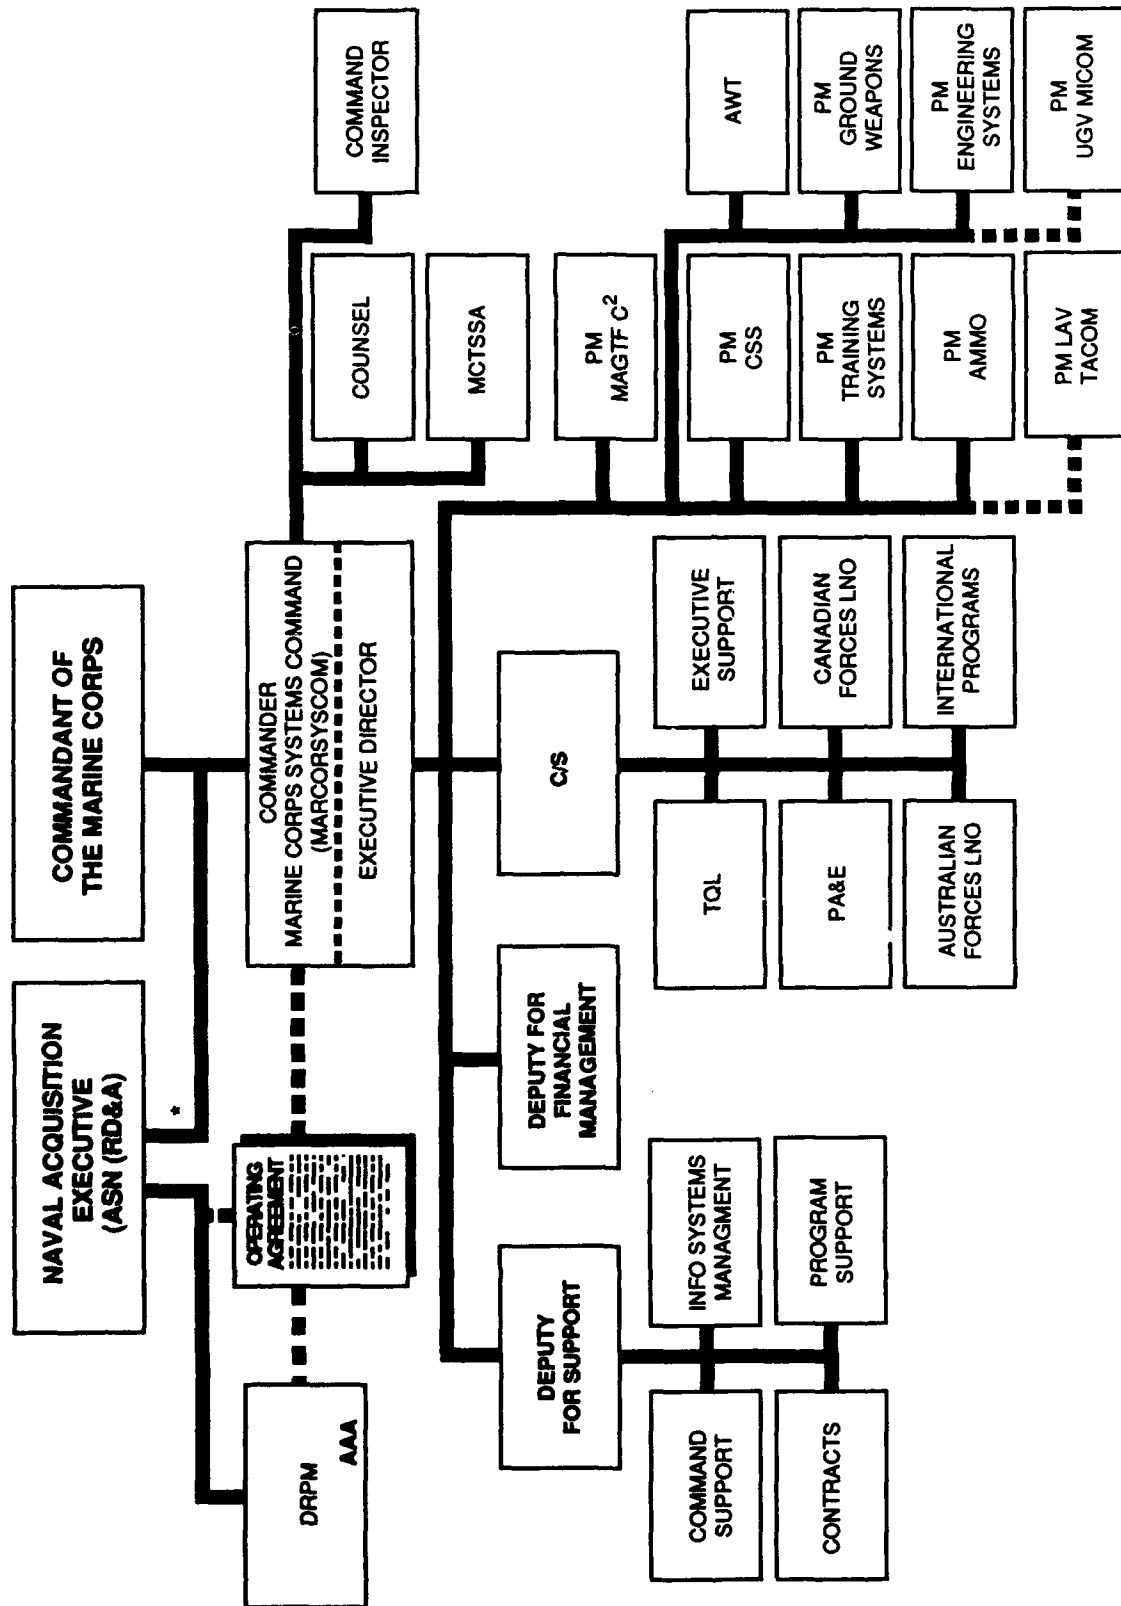 NAVAL ACQUISITION
EXECUTIVE
(ASN (RD&A)
COMMANDANT OF
THE MARINE CORPS
*
DRPM
AAA
OPERATING
AGREEMENT
COMMANDER
MARINE CORPS SYSTEMS COMMAND
(MARCORSYSCOM)
EXECUTIVE DIRECTOR
COMMAND
INSPECTOR
COUNSEL
MCTSSA
DEPUTY
FOR SUPPORT
DEPUTY FOR
FINANCIAL
MANAGEMENT
C/S
PM
MAGTF C²
COMMAND
SUPPORT
INFO SYSTEMS
MANAGMENT
CONTRACTS
PROGRAM
SUPPORT
TQL
EXECUTIVE
SUPPORT
PA&E
CANADIAN
FORCES LNO
AUSTRALIAN
FORCES LNO
INTERNATIONAL
PROGRAMS
PM
CSS
AWT
PM
TRAINING
SYSTEMS
PM
GROUND
WEAPONS
PM
AMMO
PM
ENGINEERING
SYSTEMS
PM LAV
TACOM
PM
UGV MICOM